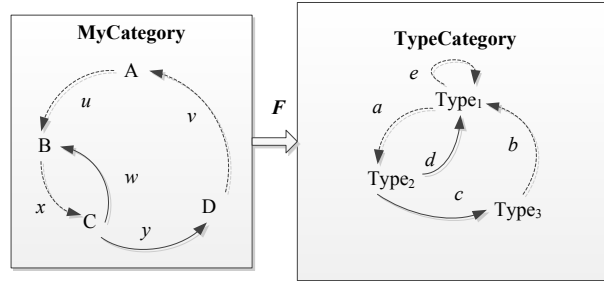 MyCategory
A
u
v
B
w
x
C
D
y
F
TypeCategory
e
Type₁
a
b
d
Type₂
c
Type₃